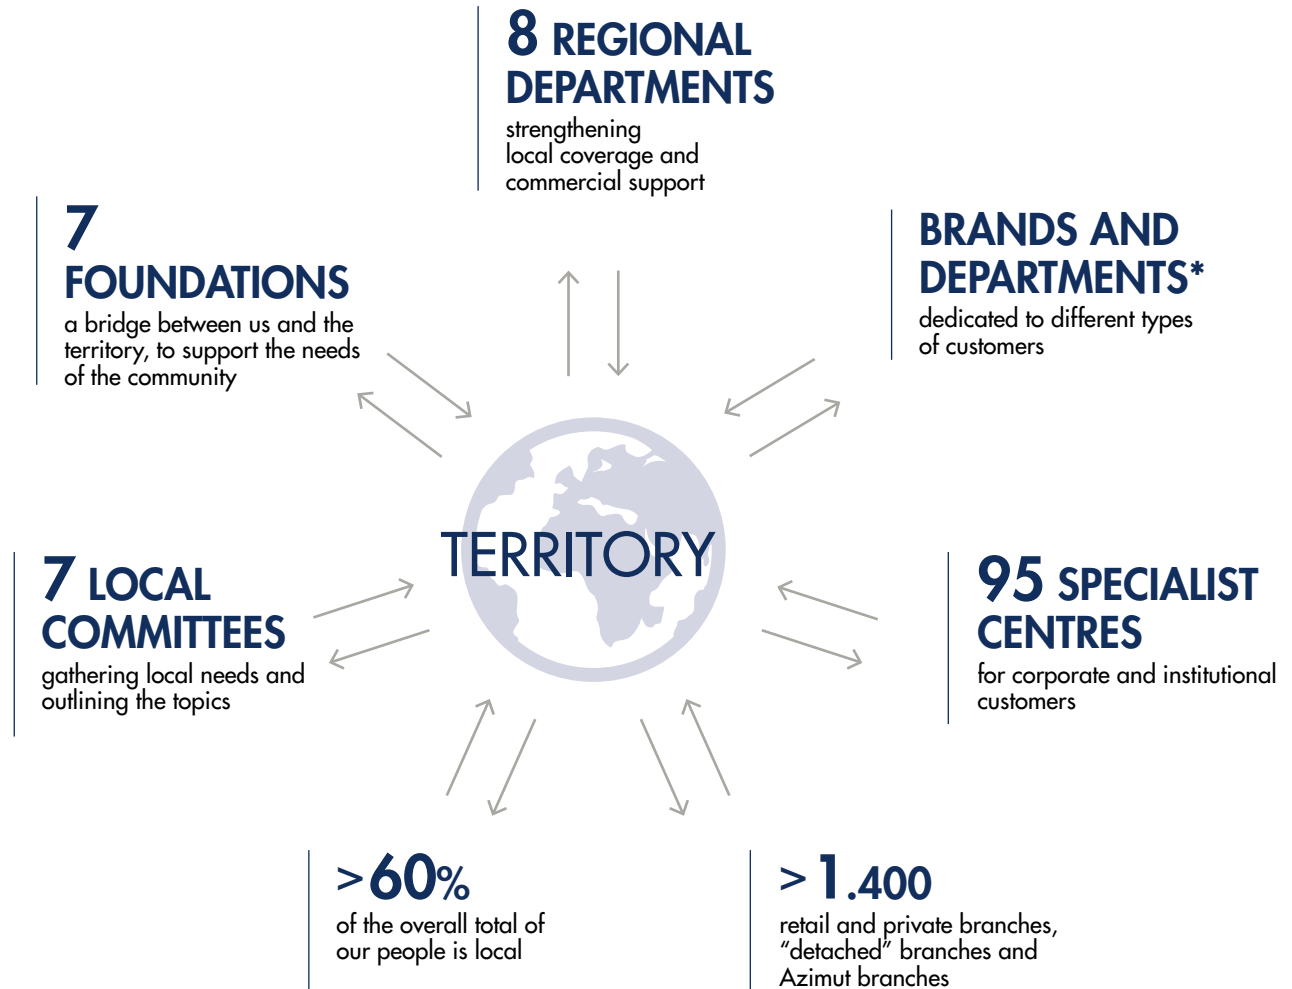 8 REGIONAL
DEPARTMENTS
strengthening
local coverage and
commercial support
7
FOUNDATIONS
a bridge between us and the
territory, to support the needs
of the community
BRANDS AND
DEPARTMENTS*
dedicated to different types
of customers
TERRITORY
7 LOCAL
COMMITTEES
gathering local needs and
outlining the topics
95 SPECIALIST
CENTRES
for corporate and institutional
customers
>60%
of the overall total of
our people is local
> 1.400
retail and private branches,
“detached” branches and
Azimut branches